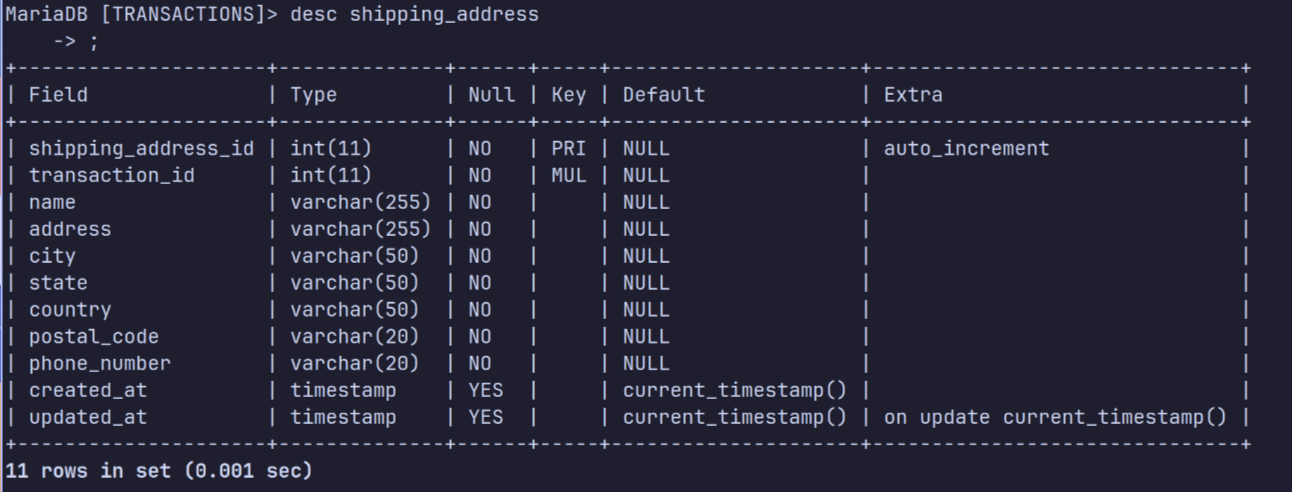 MariaDB [TRANSACTIONS]> desc shipping_address
    -> ;
+---------------------+--------------+------+-----+---------------------+-------------------------------+
| Field               | Type         | Null | Key | Default             | Extra                         |
+---------------------+--------------+------+-----+---------------------+-------------------------------+
| shipping_address_id | int(11)      | NO   | PRI | NULL                | auto_increment                |
| transaction_id      | int(11)      | NO   | MUL | NULL                |                               |
| name                | varchar(255) | NO   |     | NULL                |                               |
| address             | varchar(255) | NO   |     | NULL                |                               |
| city                | varchar(50)  | NO   |     | NULL                |                               |
| state               | varchar(50)  | NO   |     | NULL                |                               |
| country             | varchar(50)  | NO   |     | NULL                |                               |
| postal_code         | varchar(20)  | NO   |     | NULL                |                               |
| phone_number        | varchar(20)  | NO   |     | NULL                |                               |
| created_at          | timestamp    | YES  |     | current_timestamp() |                               |
| updated_at          | timestamp    | YES  |     | current_timestamp() | on update current_timestamp() |
+---------------------+--------------+------+-----+---------------------+-------------------------------+
11 rows in set (0.001 sec)